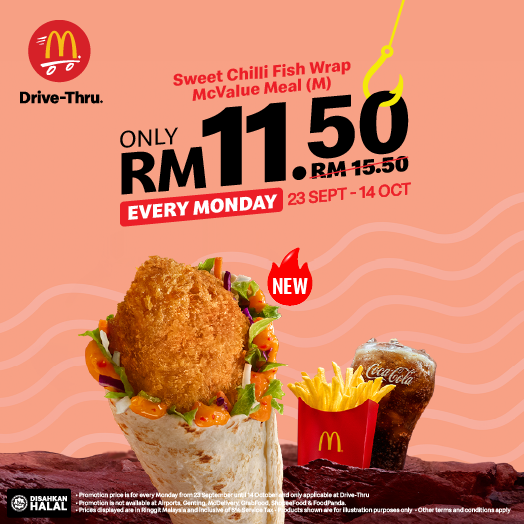 Drive-Thru.
Sweet Chilli Fish Wrap
McValue Meal (M)
ONLY
RM11.50
RM 15.50
EVERY MONDAY 23 SEPT - 14 OCT
NEW
Coca-Cola
DISAHKAN
HALAL
• Promotion price is for every Monday from 23 September until 14 October and only applicable at Drive-Thru
• Promotion is not available at Airports, Genting, McDelivery, GrabFood, ShopeeFood & FoodPanda.
• Prices displayed are in Ringgit Malaysia and inclusive of 6% Service Tax • Products shown are for illustration purposes only • Other terms and conditions apply